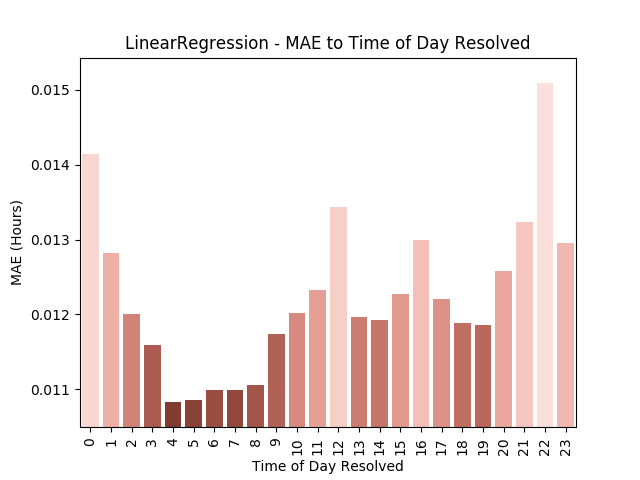 LinearRegression - MAE to Time of Day Resolved
0.015
0.014
0.013
0.012
0.011
MAE (Hours)
0 1 2 3 4 5 6 7 8 9 10 11 12 13 14 15 16 17 18 19 20 21 22 23
Time of Day Resolved